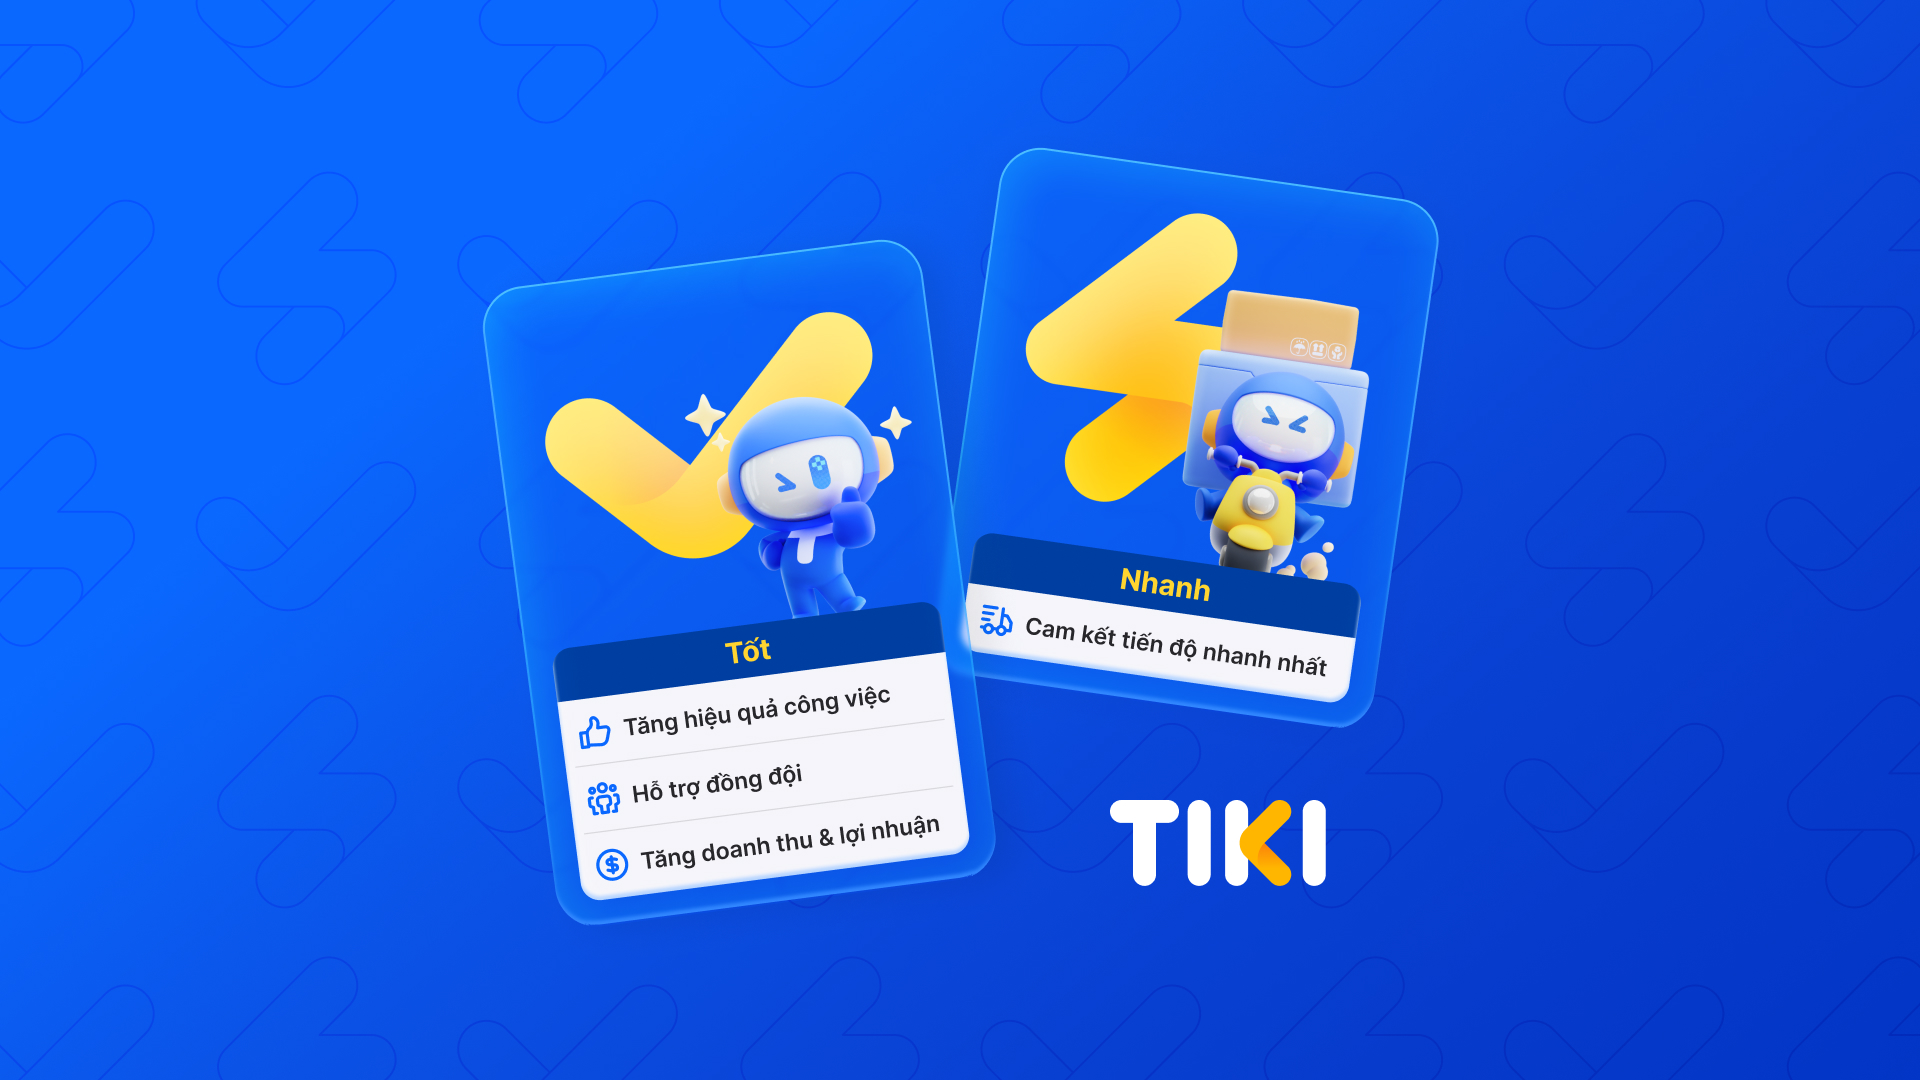 Tốt
Tăng hiệu quả công việc
Hỗ trợ đồng đội
Tăng doanh thu & lợi nhuận
Nhanh
Cam kết tiến độ nhanh nhất
TIKI